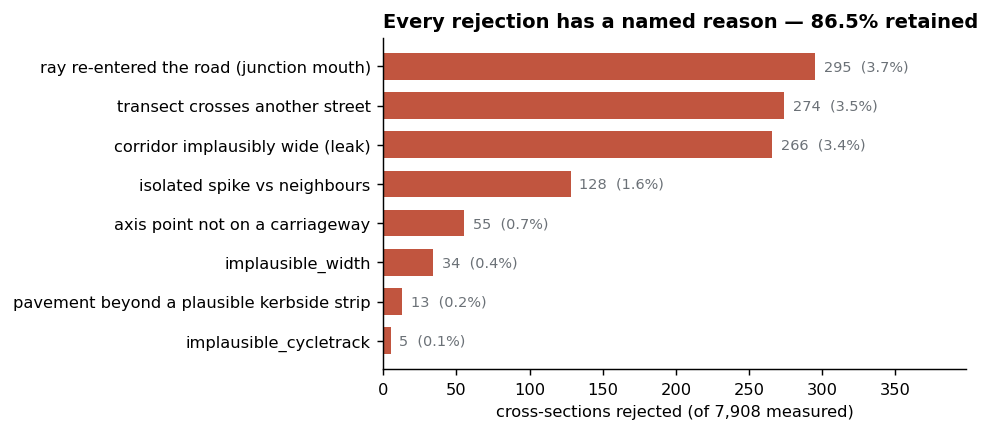 Every rejection has a named reason — 86.5% retained
ray re-entered the road (junction mouth)
295 (3.7%)
transect crosses another street
274 (3.5%)
corridor implausibly wide (leak)
266 (3.4%)
isolated spike vs neighbours
128 (1.6%)
axis point not on a carriageway
55 (0.7%)
implausible_width
34 (0.4%)
pavement beyond a plausible kerbside strip
13 (0.2%)
implausible_cycletrack
5 (0.1%)
0 50 100 150 200 250 300 350
cross-sections rejected (of 7,908 measured)